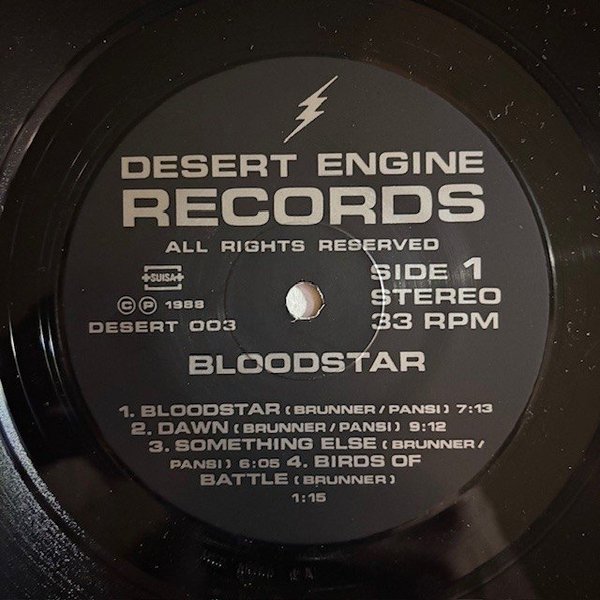 DESERT ENGINE
RECORDS
ALL RIGHTS RESERVED
SUISA
SIDE 1
© ℗ 1988
STEREO
DESERT 003
33 RPM
BLOODSTAR
1. BLOODSTAR (BRUNNER/PANSI) 7:13
2. DAWN (BRUNNER/PANSI) 9:12
3. SOMETHING ELSE (BRUNNER/
PANSI) 6:05 4. BIRDS OF
BATTLE (BRUNNER)
1:15